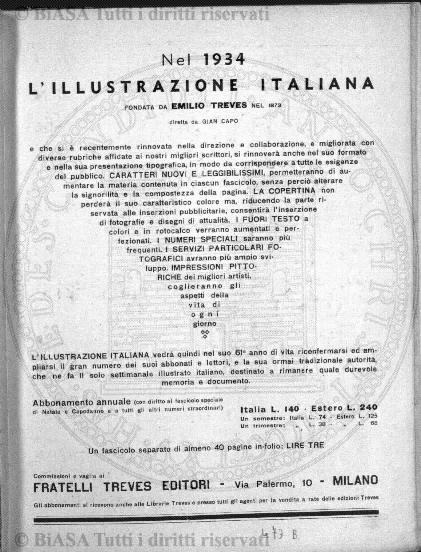 © BiASA Tutti i diritti riservati
Nel 1934
L'ILLUSTRAZIONE ITALIANA
FONDATA DA EMILIO TREVES NEL 1873
diretta da GIAN CAPO
e che si è recentemente rinnovata nella direzione e collaborazione, e migliorata con
diverse rubriche affidate ai nostri migliori scrittori, si rinnoverà anche nel suo formato
e nella sua presentazione tipografica, in modo da corrispondere a tutte le esigenze
del pubblico. CARATTERI NUOVI E LEGGIBILISSIMI, permetteranno di au-
mentare la materia contenuta in ciascun fascicolo, senza perciò alterare
la signorilità e la compostezza della pagina. LA COPERTINA non
perderà il suo caratteristico colore ma, riducendo la parte ri-
servata alle inserzioni pubblicitarie, consentirà l'inserzione
di fotografie e disegni di attualità. I FUORI TESTO a
colori e in rotocalco verranno aumentati e per-
fezionati. I NUMERI SPECIALI saranno più
frequenti. I SERVIZI PARTICOLARI FO-
TOGRAFICI avranno più ampio svi-
luppo. IMPRESSIONI PITTO-
RICHE dei migliori artisti,
coglieranno gli
aspetti della
vita di
ogni
giorno
L'ILLUSTRAZIONE ITALIANA vedrà quindi nel suo 61° anno di vita riconfermarsi ed am-
pliarsi il gran numero dei suoi abbonati e lettori, e la sua ormai tradizionale autorità,
che ne fa il solo settimanale illustrato italiano, destinato a rimanere quale durevole
memoria e documento.
Abbonamento annuale (con diritto al fascicolo speciale
di Natale e Capodanno e a tutti gli altri numeri straordinari)
Italia L. 140 - Estero L. 240
Un semestre: Italia L. 74 - Estero L. 125
Un trimestre: „ L. 38 - „ L. 65
Un fascicolo separato di almeno 40 pagine in-folio: LIRE TRE
Commissioni e vaglia ai
FRATELLI TREVES EDITORI - Via Palermo, 10 - MILANO
Gli abbonamenti si ricevono anche alle Librerie Treves e presso tutti gli agenti per la vendita a rate delle edizioni Treves
473 B
© BiASA Tutti i diritti riservati